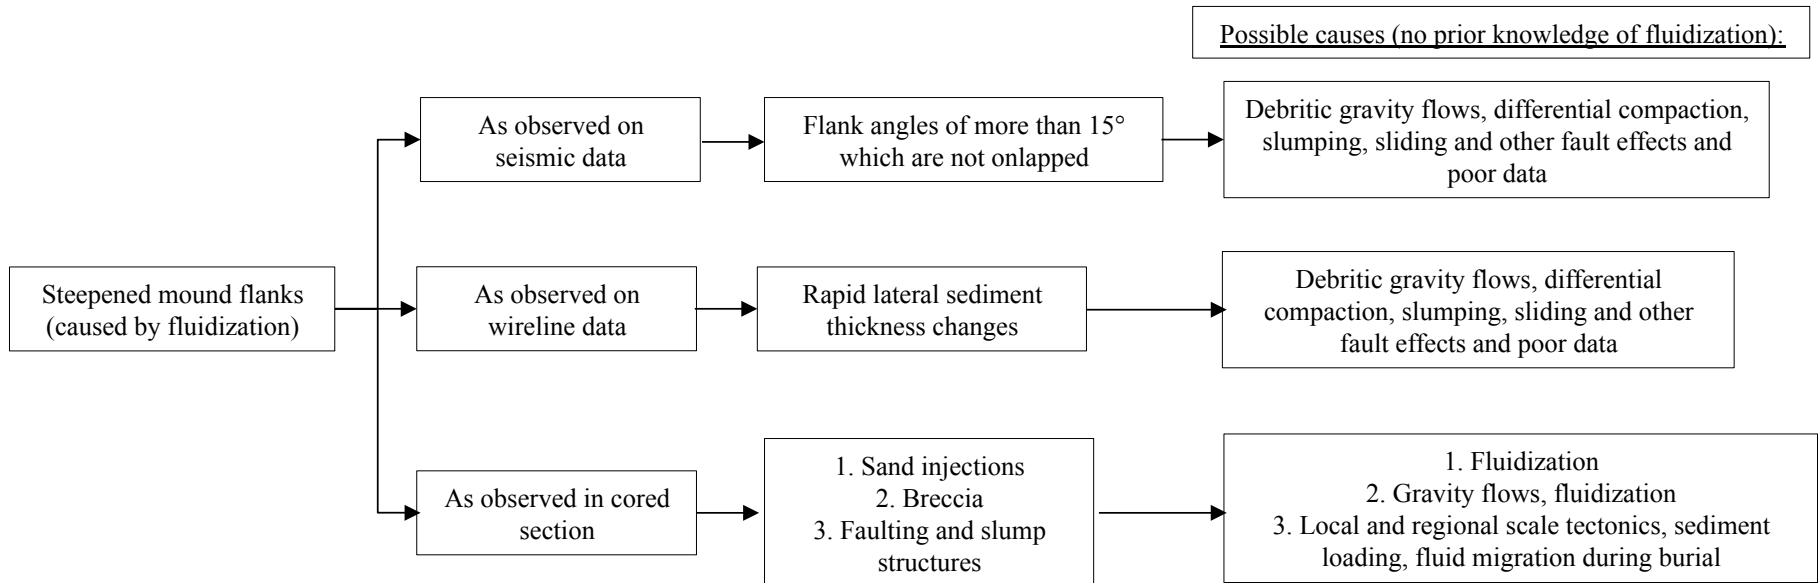 Possible causes (no prior knowledge of fluidization):
As observed on
seismic data
Flank angles of more than 15°
which are not onlapped
Debritic gravity flows, differential compaction,
slumping, sliding and other fault effects and
poor data
Steepened mound flanks
(caused by fluidization)
As observed on
wireline data
Rapid lateral sediment
thickness changes
Debritic gravity flows, differential
compaction, slumping, sliding and other
fault effects and poor data
As observed in cored
section
1. Sand injections
2. Breccia
3. Faulting and slump
structures
1. Fluidization
2. Gravity flows, fluidization
3. Local and regional scale tectonics, sediment
loading, fluid migration during burial